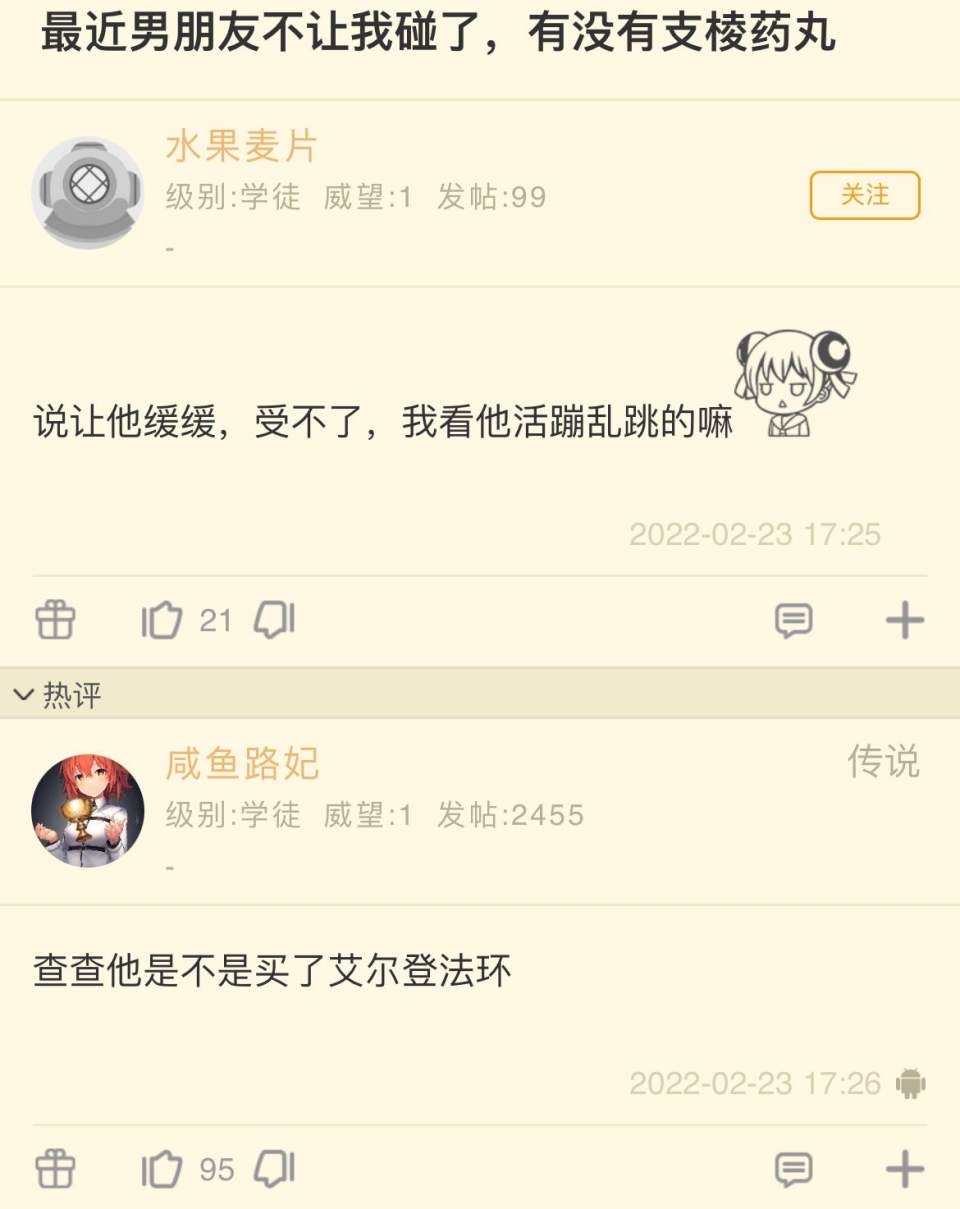 最近男朋友不让我碰了，有没有支棱药丸
水果麦片
级别:学徒 威望:1 发帖:99
关注
-
说让他缓缓，受不了，我看他活蹦乱跳的嘛
2022-02-23 17:25
21
热评
咸鱼路妃
传说
级别:学徒 威望:1 发帖:2455
-
查查他是不是买了艾尔登法环
2022-02-23 17:26
95